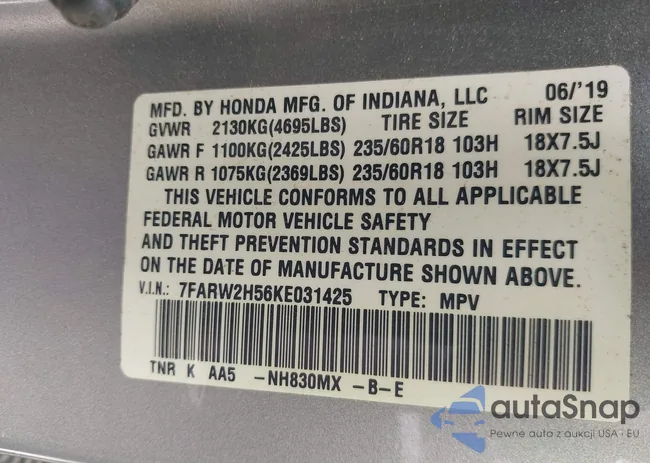 MFD. BY HONDA MFG. OF INDIANA, LLC 06/'19
GVWR 2130KG(4695LBS) TIRE SIZE RIM SIZE
GAWR F 1100KG(2425LBS) 235/60R18 103H 18X7.5J
GAWR R 1075KG(2369LBS) 235/60R18 103H 18X7.5J
THIS VEHICLE CONFORMS TO ALL APPLICABLE
FEDERAL MOTOR VEHICLE SAFETY
AND THEFT PREVENTION STANDARDS IN EFFECT
ON THE DATE OF MANUFACTURE SHOWN ABOVE.
V.I.N.: 7FARW2H56KE031425 TYPE: MPV
TNR K AA5 -NH830MX -B-E
autaSnap
Pewne auta z aukcji USA - EU